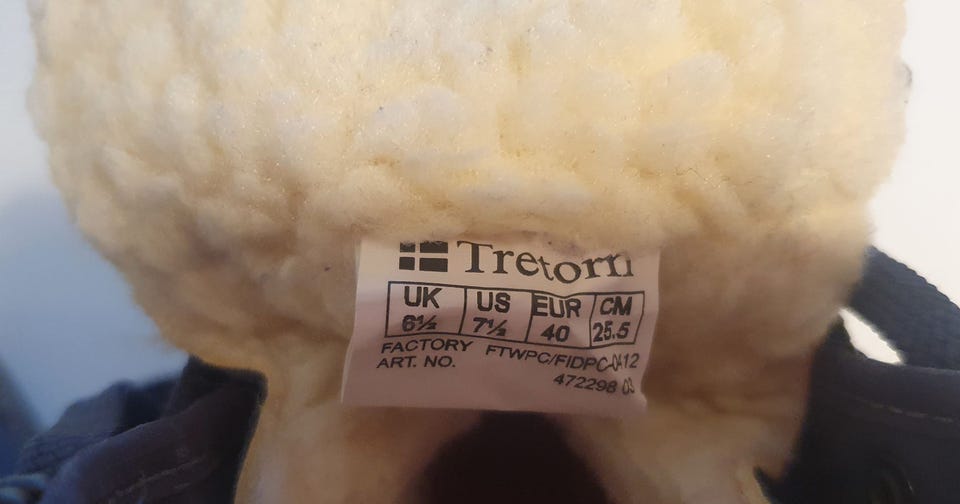 Tretorn
UK US EUR CM
6½ 7½ 40 25.5
FACTORY FTWPC/FIDPC-0412
ART. NO. 472298 03